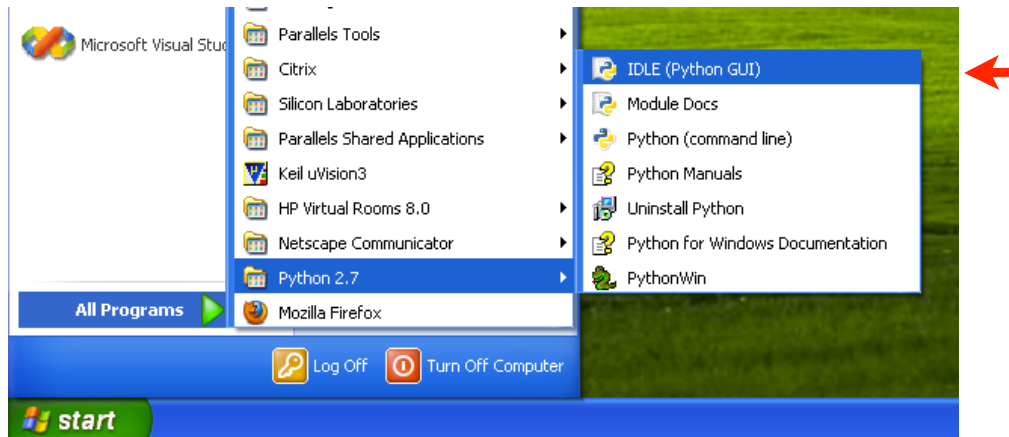 Microsoft Visual Stud
Parallels Tools
Citrix
Silicon Laboratories
Parallels Shared Applications
Keil uVision3
HP Virtual Rooms 8.0
Netscape Communicator
Python 2.7
Mozilla Firefox
IDLE (Python GUI)
Module Docs
Python (command line)
Python Manuals
Uninstall Python
Python for Windows Documentation
PythonWin
All Programs
Log Off
Turn Off Computer
start